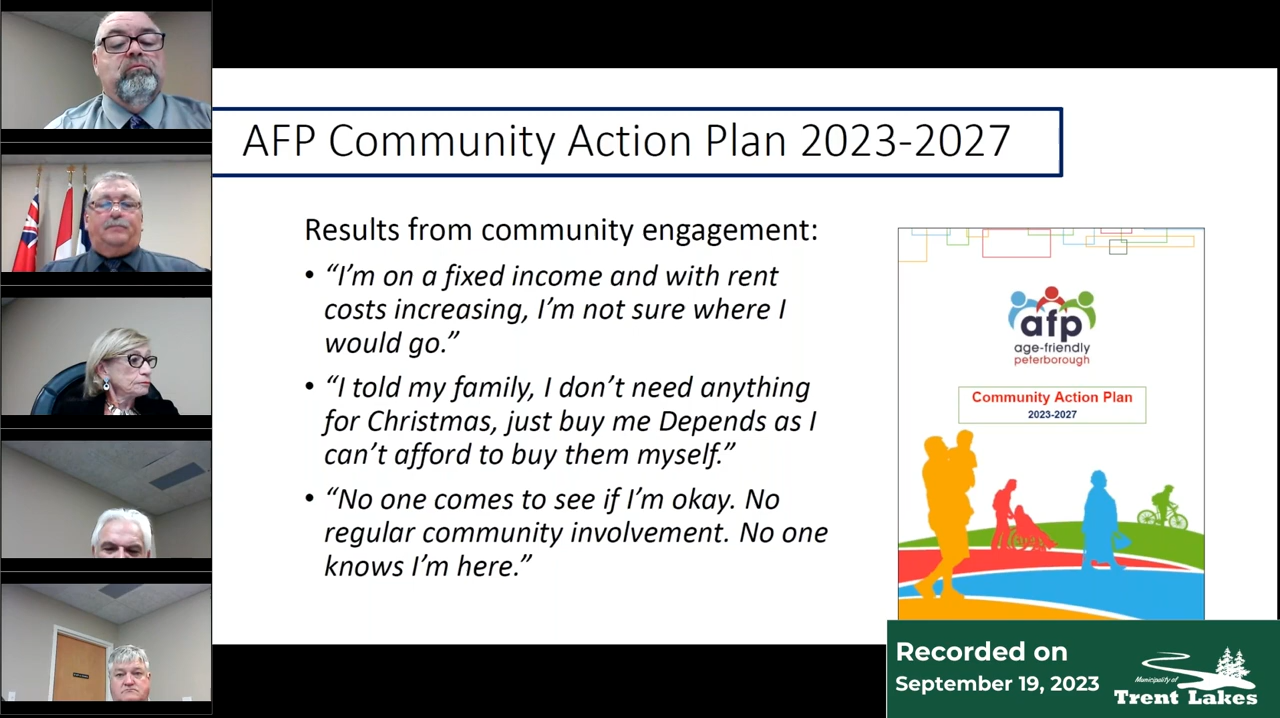 AFP Community Action Plan 2023-2027
Results from community engagement:
• “I’m on a fixed income and with rent
costs increasing, I’m not sure where I
would go.”
• “I told my family, I don’t need anything
for Christmas, just buy me Depends as I
can’t afford to buy them myself.”
• “No one comes to see if I’m okay. No
regular community involvement. No one
knows I’m here.”
afp
age-friendly
peterborough
Community Action Plan
2023-2027
Recorded on
September 19, 2023
Municipality of
Trent Lakes